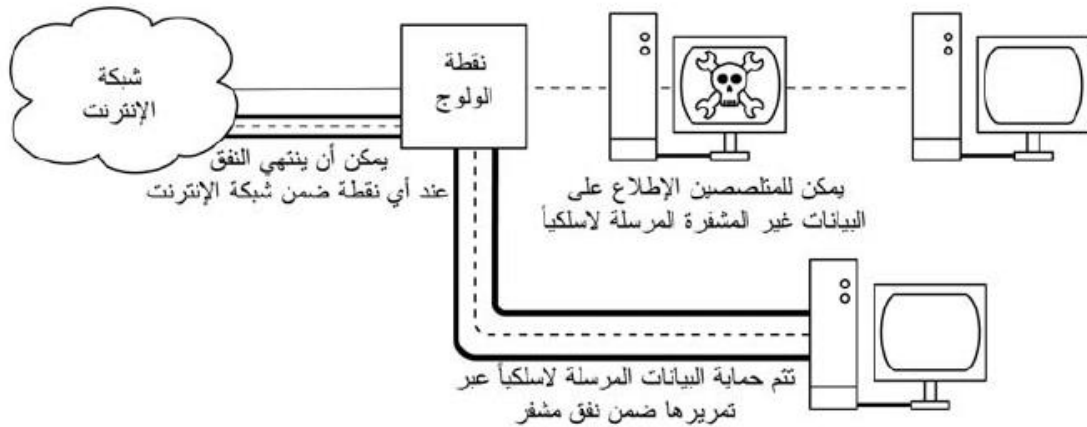 شبكة
الإنترنت
نقطة
الولوج
يمكن أن ينتهي النفق
عند أي نقطة ضمن شبكة الإنترنت
يمكن للمتلصصين الإطلاع على
البيانات غير المشفرة المرسلة لاسلكياً
تتم حماية البيانات المرسلة لاسلكياً عبر
تمريرها ضمن نفق مشفر